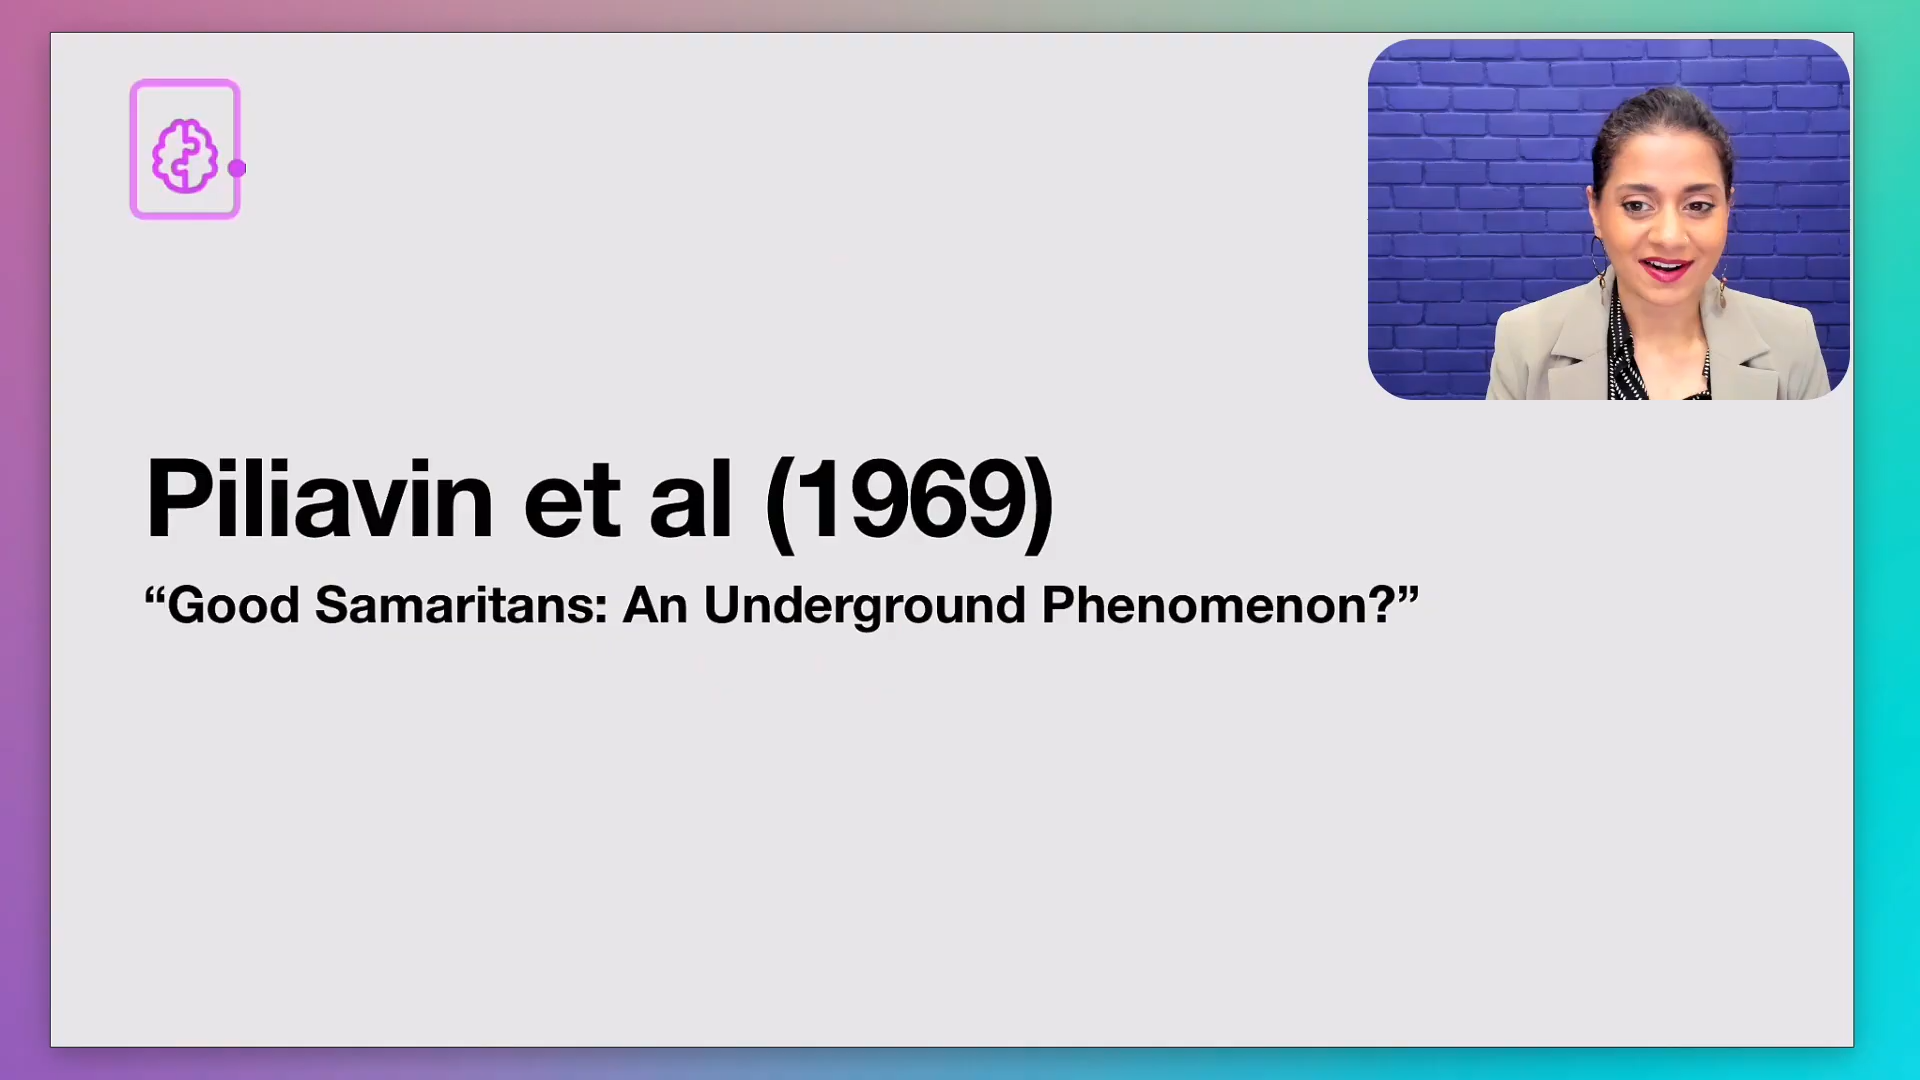 Piliavin et al (1969)
“Good Samaritans: An Underground Phenomenon?”